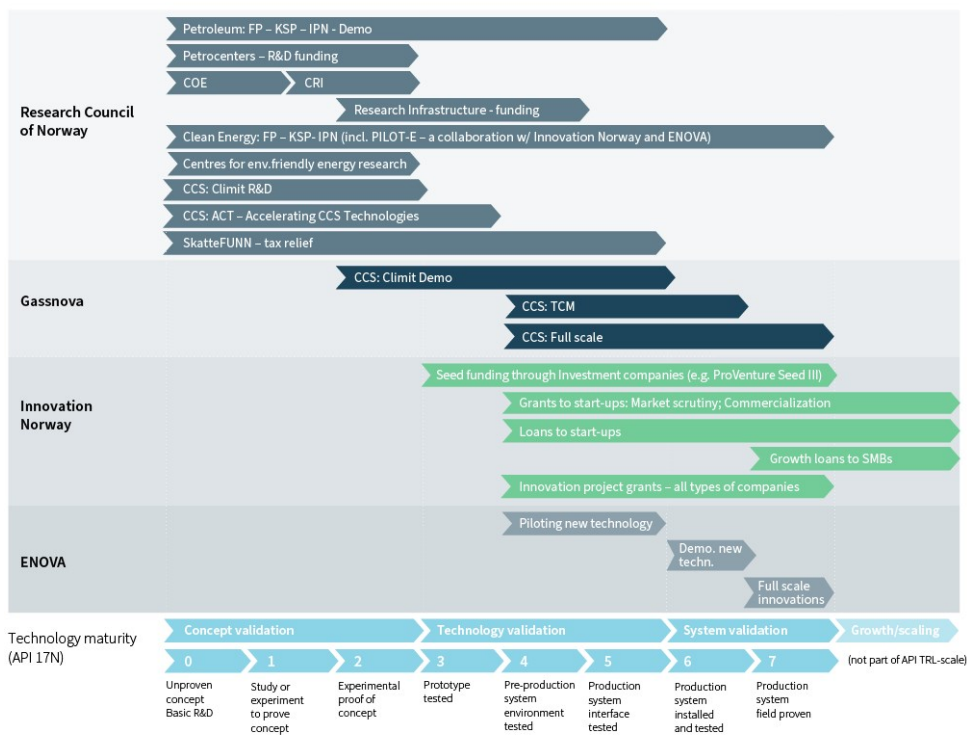 Petroleum: FP – KSP – IPN - Demo
Petrocenters – R&D funding
COE
CRI
Research Council
of Norway
Research Infrastructure - funding
Clean Energy: FP – KSP- IPN (incl. PILOT-E – a collaboration w/ Innovation Norway and ENOVA)
Centres for env.friendly energy research
CCS: Climit R&D
CCS: ACT – Accelerating CCS Technologies
SkatteFUNN – tax relief
Gassnova
CCS: Climit Demo
CCS: TCM
CCS: Full scale
Innovation
Norway
Seed funding through Investment companies (e.g. ProVenture Seed III)
Grants to start-ups: Market scrutiny; Commercialization
Loans to start-ups
Growth loans to SMBs
Innovation project grants – all types of companies
ENOVA
Piloting new technology
Demo. new
techn.
Full scale
innovations
Technology maturity
(API 17N)
Concept validation
Technology validation
System validation
Growth/scaling
0
1
2
3
4
5
6
7
(not part of API TRL-scale)
Unproven
concept
Basic R&D
Study or
experiment
to prove
concept
Experimental
proof of
concept
Prototype
tested
Pre-production
system
environment
tested
Production
system
interface
tested
Production
system
installed
and tested
Production
system
field proven